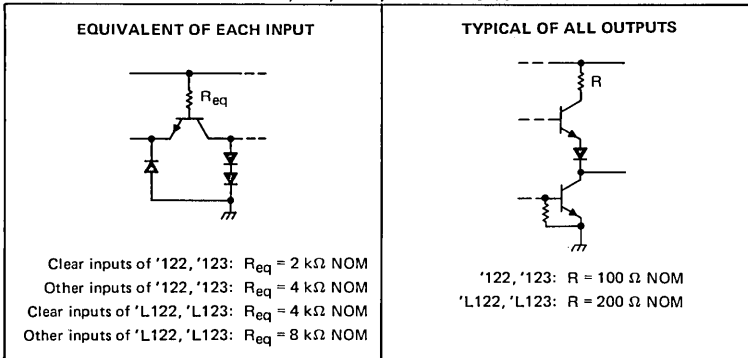 EQUIVALENT OF EACH INPUT
Req
Clear inputs of '122, '123: Req = 2 kΩ NOM
Other inputs of '122, '123: Req = 4 kΩ NOM
Clear inputs of 'L122, 'L123: Req = 4 kΩ NOM
Other inputs of 'L122, 'L123: Req = 8 kΩ NOM
TYPICAL OF ALL OUTPUTS
R
'122, '123: R = 100 Ω NOM
'L122, 'L123: R = 200 Ω NOM